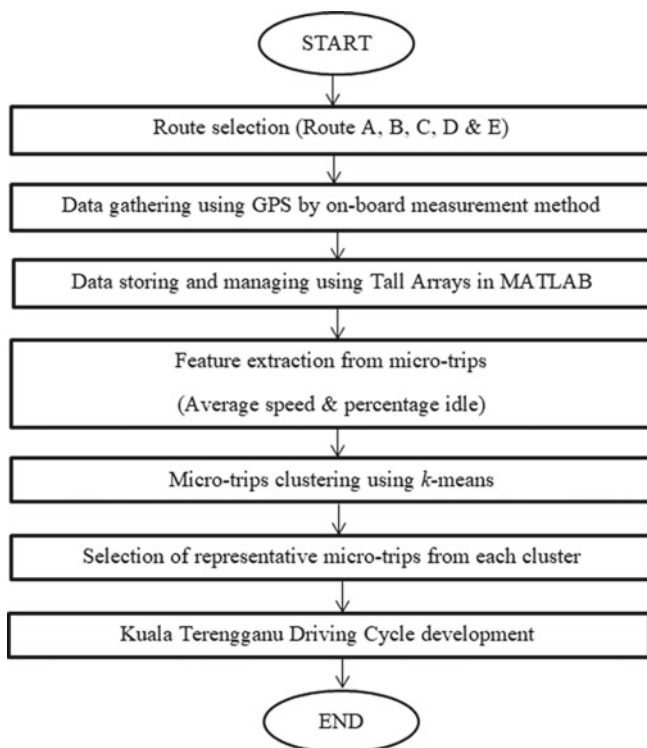 START
Route selection (Route A, B, C, D & E)
Data gathering using GPS by on-board measurement method
Data storing and managing using Tall Arrays in MATLAB
Feature extraction from micro-trips
(Average speed & percentage idle)
Micro-trips clustering using k-means
Selection of representative micro-trips from each cluster
Kuala Terengganu Driving Cycle development
END